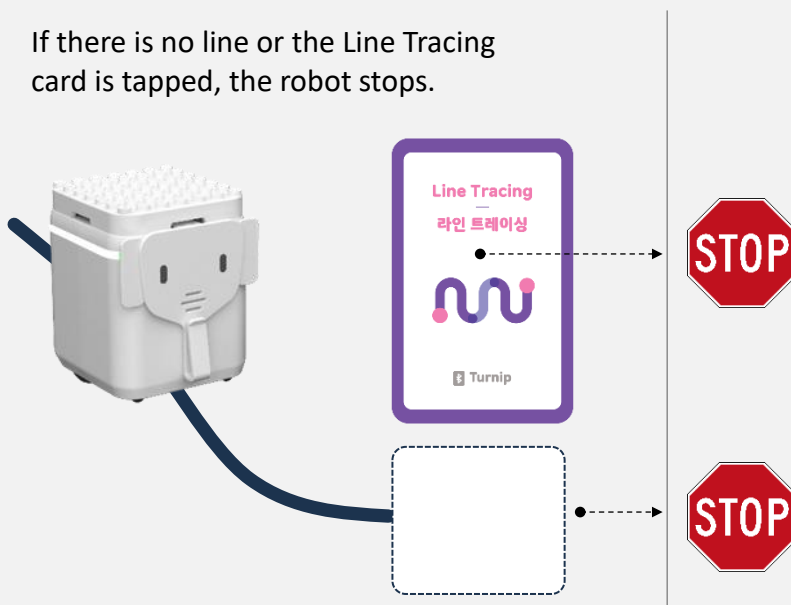 If there is no line or the Line Tracing
card is tapped, the robot stops.
Line Tracing
라인 트레이싱
STOP
Turnip
STOP